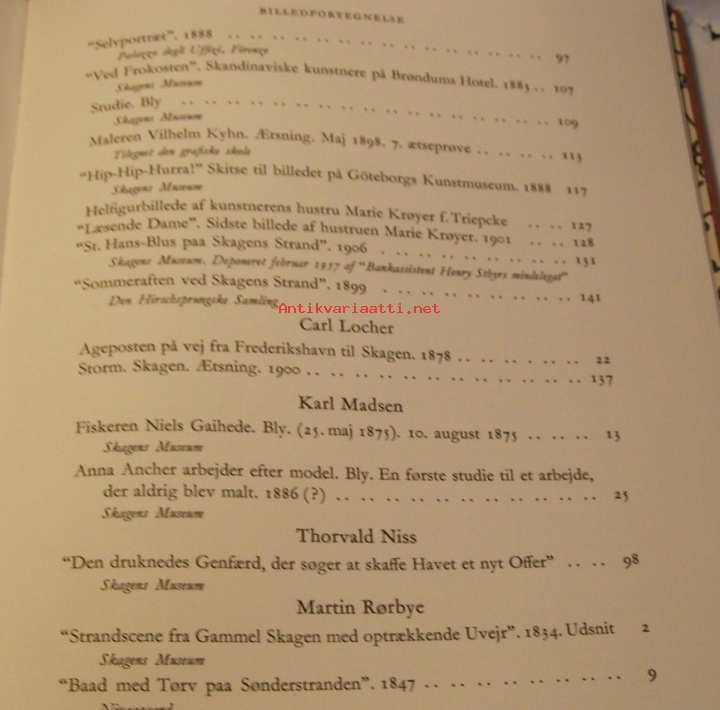 BILLEDFORTEGNELSE
"Selvportræt". 1888 .. .. .. .. .. .. .. .. .. .. .. 97
Palazzo degli Uffizi, Firenze
"Ved Frokosten". Skandinaviske kunstnere på Brøndums Hotel. 1883 .. 107
Skagens Museum
Studie. Bly .. .. .. .. .. .. .. .. .. .. .. .. .. 109
Skagens Museum
Maleren Vilhelm Kyhn. Ætsning. Maj 1898. 7. ætseprøve .. .. .. .. 113
Tilegnet den grafiske skole
"Hip-Hip-Hurra!" Skitse til billedet på Göteborgs Kunstmuseum. 1888 117
Skagens Museum
Helfigurbillede af kunstnerens hustru Marie Krøyer f. Triepcke .. .. 127
"Læsende Dame". Sidste billede af hustruen Marie Krøyer. 1901 .. .. 128
"St. Hans-Blus paa Skagens Strand". 1906 .. .. .. .. .. .. .. 131
Skagens Museum. Deponeret februar 1957 af "Bankassistent Henry Stbyrs mindelegat"
"Sommeraften ved Skagens Strand". 1899 .. .. .. .. .. .. .. 141
Den Hirschsprungske Samling
Antikvariaatti.net
Carl Locher
Ageposten på vej fra Frederikshavn til Skagen. 1878 .. .. .. .. .. 22
Storm. Skagen. Ætsning. 1900 .. .. .. .. .. .. .. .. .. .. 137
Karl Madsen
Fiskeren Niels Gaihede. Bly. (25. maj 1875). 10. august 1875 .. .. .. 13
Skagens Museum
Anna Ancher arbejder efter model. Bly. En første studie til et arbejde,
der aldrig blev malt. 1886 (?) .. .. .. .. .. .. .. .. .. .. 25
Skagens Museum
Thorvald Niss
"Den druknedes Genfærd, der søger at skaffe Havet et nyt Offer" .. .. 98
Skagens Museum
Martin Rørbye
"Strandscene fra Gammel Skagen med optrækkende Uvejr". 1834. Udsnit 2
Skagens Museum
"Baad med Tørv paa Sønderstranden". 1847 .. .. .. .. .. .. .. 9